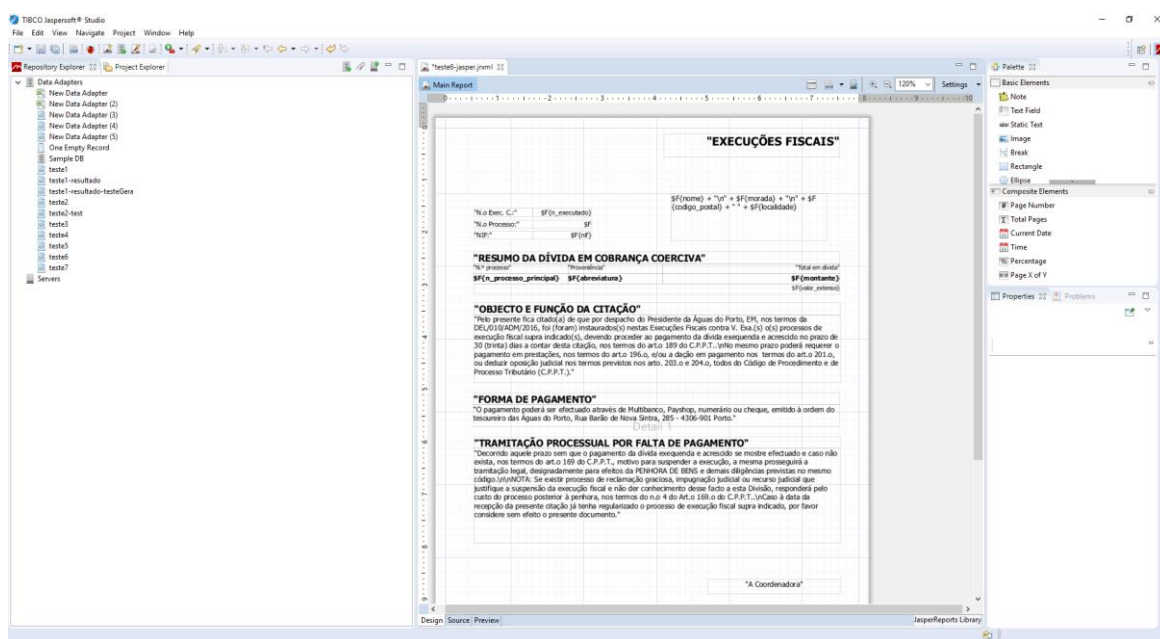 TIBCO Jaspersoft® Studio
File Edit View Navigate Project Window Help
Repository Explorer Project Explorer
Data Adapters
New Data Adapter
New Data Adapter (2)
New Data Adapter (3)
New Data Adapter (4)
New Data Adapter (5)
One Empty Record
Sample DB
teste1
teste1-resultado
teste1-resultado-testeGera
teste2
teste2-test
teste3
teste4
teste5
teste6
teste7
Servers
*teste6-jasper.jrxml
Main Report 120% Settings
"EXECUÇÕES FISCAIS"
$F{nome} + "\n" + $F{morada} + "\n" + $F
{codigo_postal} + " " + $F{localidade}
"N.o Exec. C.:" $F{n_executado}
"N.o Processo:" $F
"NIF:" $F{nif}
"RESUMO DA DÍVIDA EM COBRANÇA COERCIVA"
"N.º processo" "Proveniência" "Total em dívida"
$F{n_processo_principal} $F{abreviatura} $F{montante}
$F{valor_extenso}
"OBJECTO E FUNÇÃO DA CITAÇÃO"
"Pelo presente fica citado(a) de que por despacho do Presidente da Águas do Porto, EM, nos termos da
DEL/010/ADM/2016, foi (foram) instaurados(s) nestas Execuções Fiscais contra V. Exa.(s) o(s) processos de
execução fiscal supra indicado(s), devendo proceder ao pagamento da dívida exequenda e acrescido no prazo de
30 (trinta) dias a contar desta citação, nos termos do art.o 189 do C.P.P.T..\nNo mesmo prazo poderá requerer o
pagamento em prestações, nos termos do art.o 196.o, e/ou a dação em pagamento nos termos do art.o 201.o,
ou deduzir oposição judicial nos termos previstos nos arto. 203.o e 204.o, todos do Código de Procedimento e de
Processo Tributário (C.P.P.T.)."
"FORMA DE PAGAMENTO"
"O pagamento poderá ser efectuado através de Multibanco, Payshop, numerário ou cheque, emitido à ordem do
tesoureiro das Águas do Porto, Rua Barão de Nova Sintra, 285 - 4306-901 Porto."
Detail 1
"TRAMITAÇÃO PROCESSUAL POR FALTA DE PAGAMENTO"
"Decorrido aquele prazo sem que o pagamento da dívida exequenda e acrescido se mostre efectuado e caso não
exista, nos termos do art.o 169 do C.P.P.T., motivo para suspender a execução, a mesma prosseguirá a
tramitação legal, designadamente para efeitos da PENHORA DE BENS e demais diligências previstas no mesmo
código.\n\nNOTA: Se existir processo de reclamação graciosa, impugnação judicial ou recurso judicial que
justifique a suspensão da execução fiscal e não der conhecimento desse facto a esta Divisão, responderá pelo
custo do processo posterior à penhora, nos termos do n.o 4 do Art.o 169.o do C.P.P.T..\nCaso à data da
recepção da presente citação já tenha regularizado o processo de execução fiscal supra indicado, por favor
considere sem efeito o presente documento."
"A Coordenadora"
Design Source Preview JasperReports Library
Palette
Basic Elements
Note
Text Field
Static Text
Image
Break
Rectangle
Ellipse
Composite Elements
Page Number
Total Pages
Current Date
Time
Percentage
Page X of Y
Properties Problems